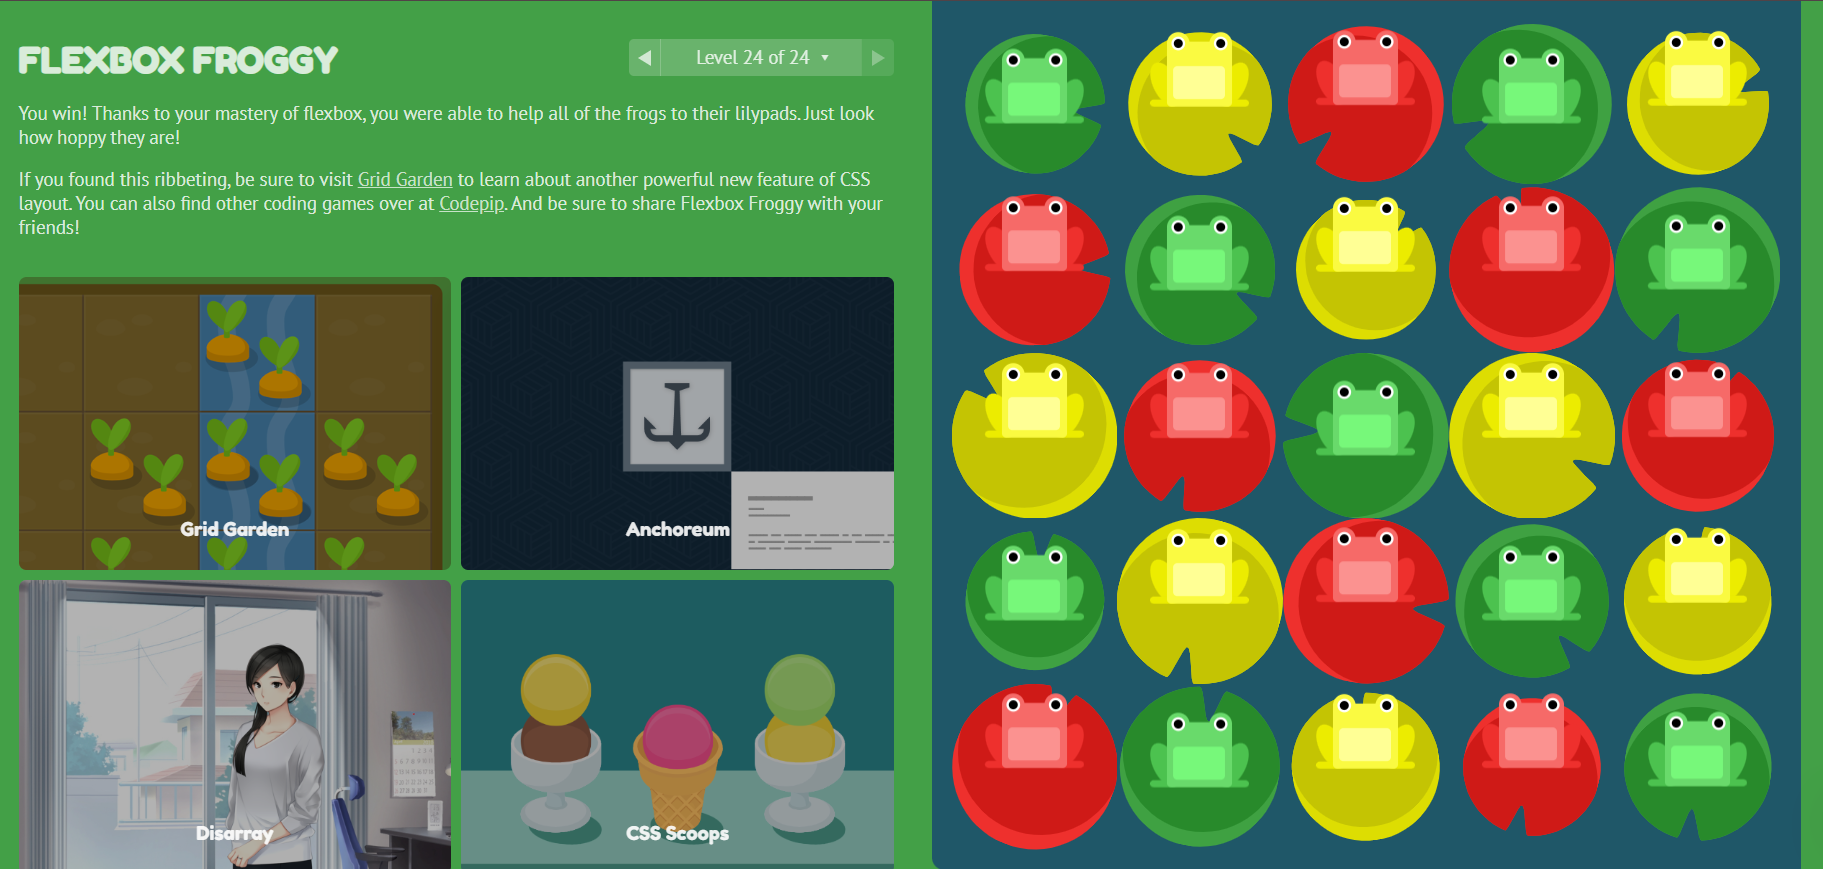 FLEXBOX FROGGY
Level 24 of 24
You win! Thanks to your mastery of flexbox, you were able to help all of the frogs to their lilypads. Just look
how hoppy they are!
If you found this ribbeting, be sure to visit Grid Garden to learn about another powerful new feature of CSS
layout. You can also find other coding games over at Codepip. And be sure to share Flexbox Froggy with your
friends!
Grid Garden
Anchoreum
Disarray
CSS Scoops